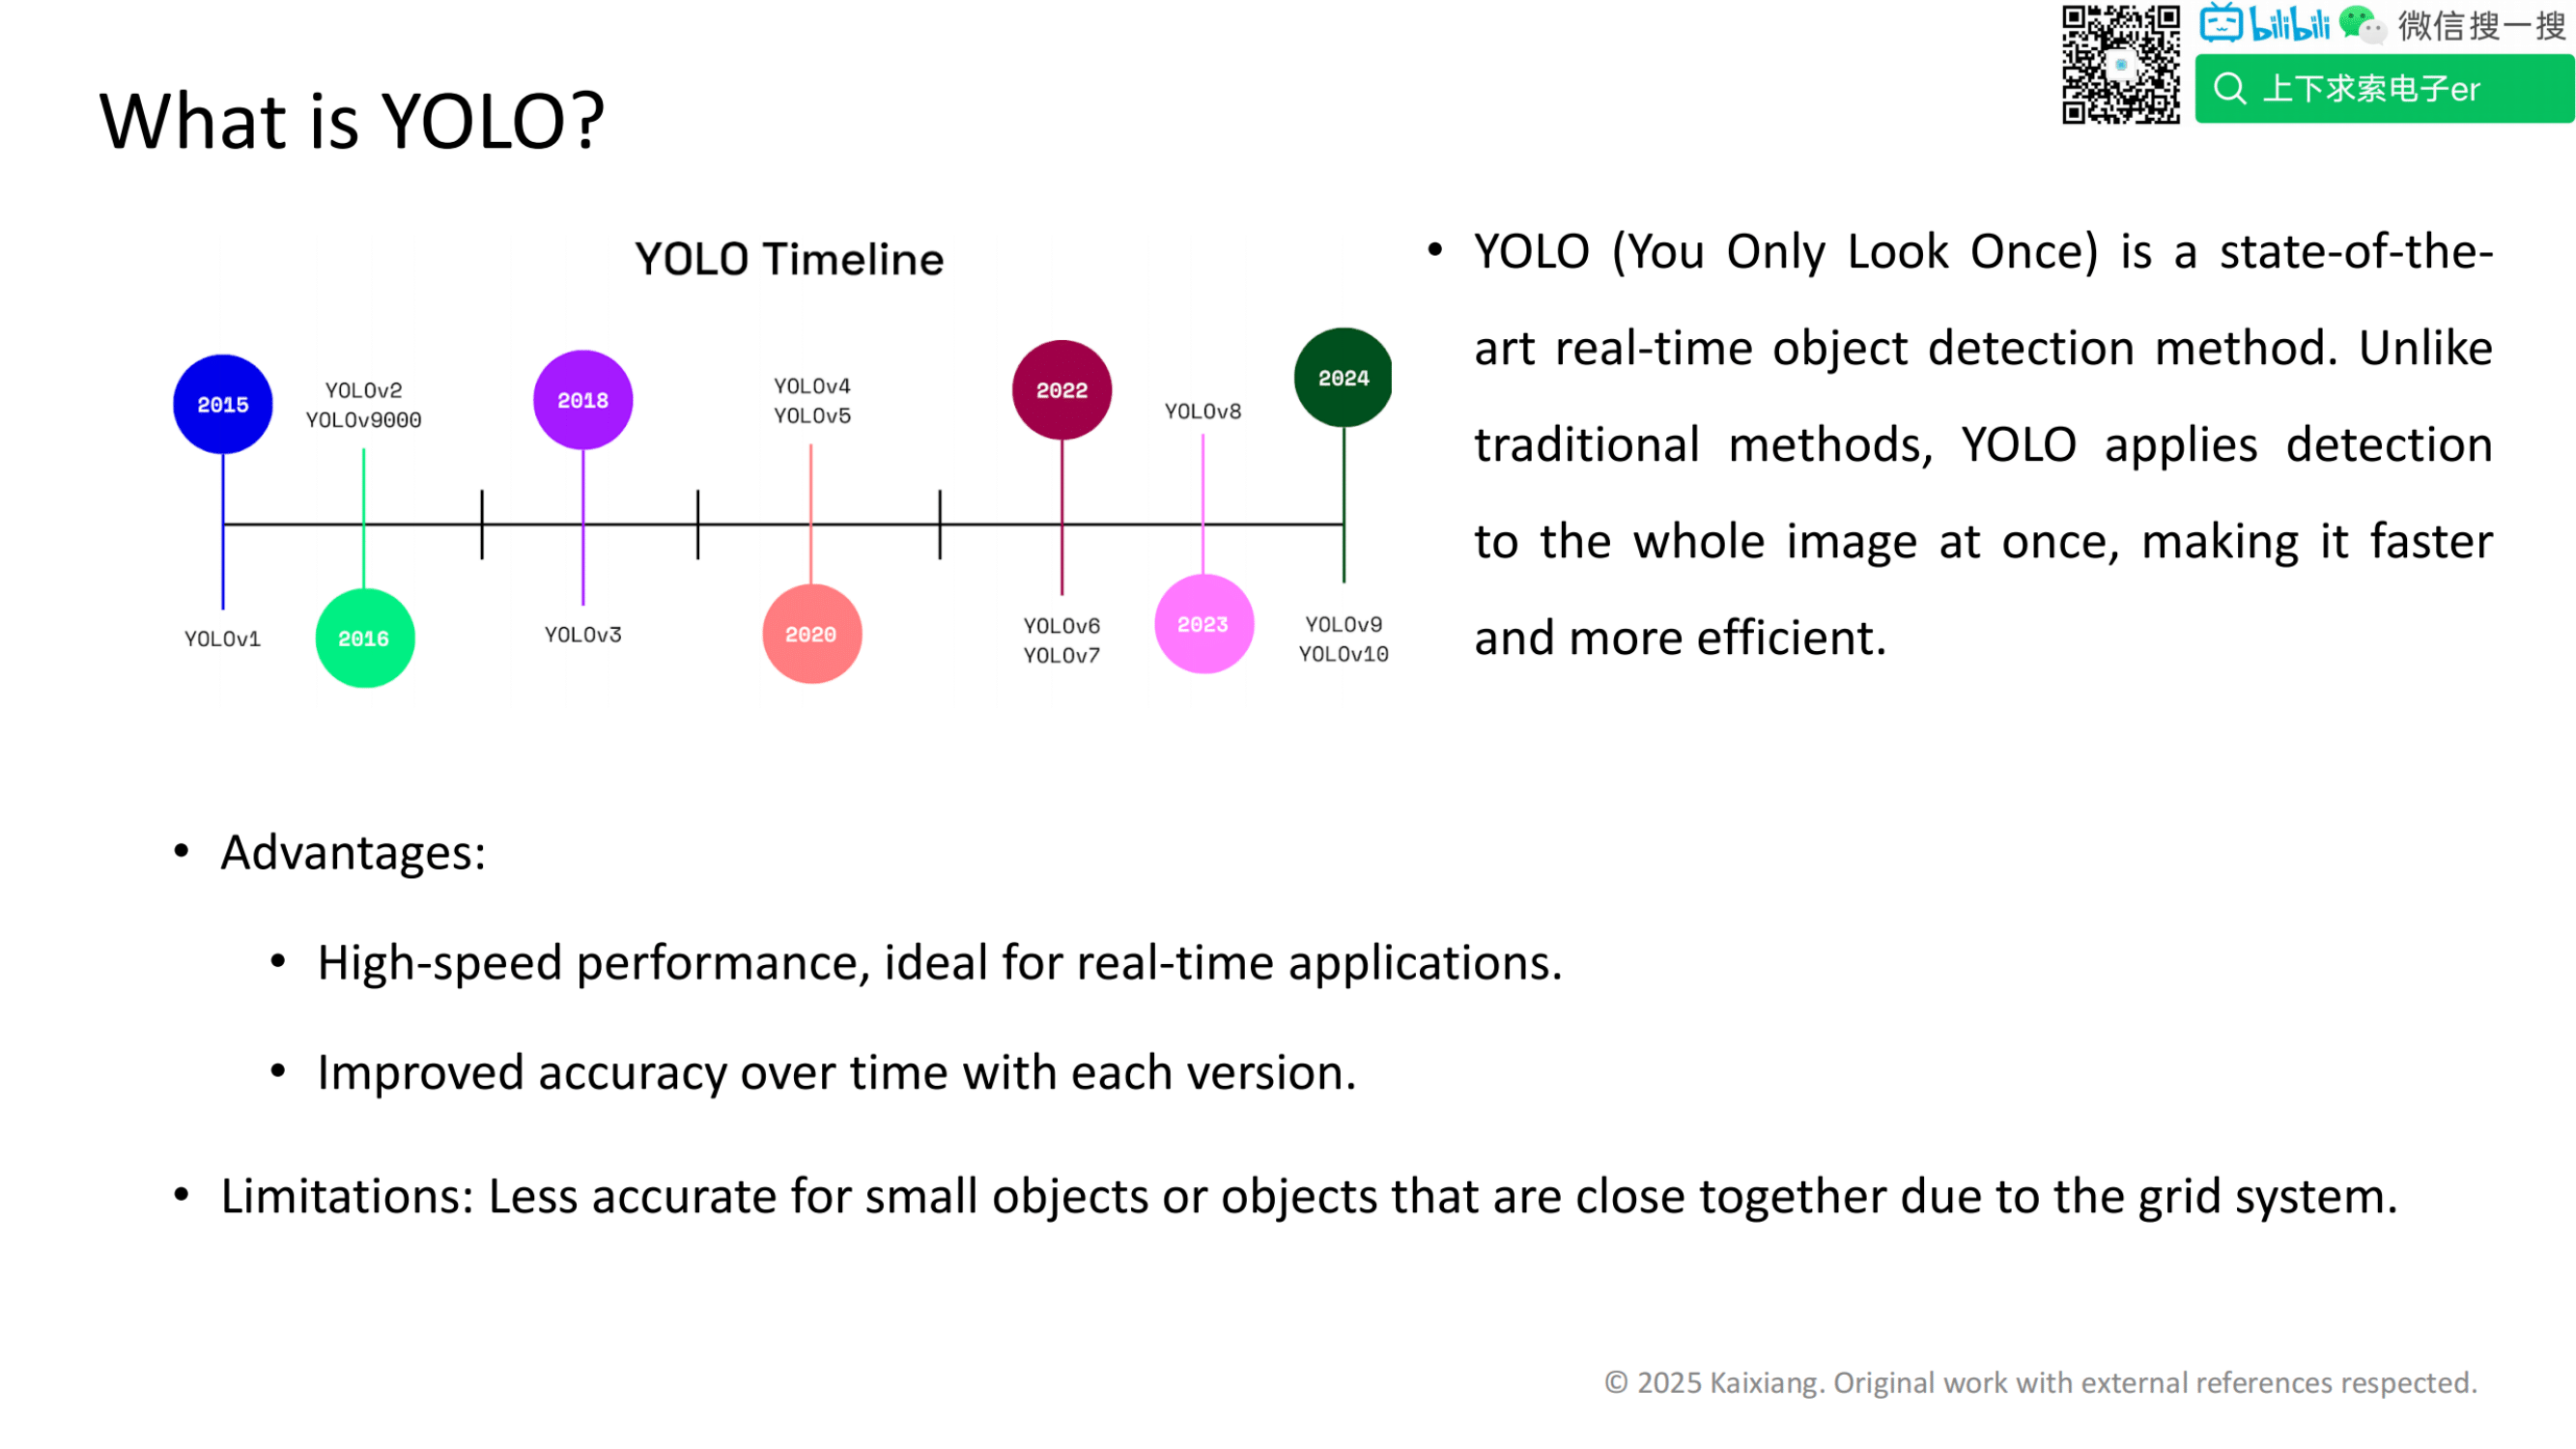 bilibili 微信搜一搜
上下求索电子er
What is YOLO?
YOLO Timeline
2015
YOLOv2
YOLOv9000
2018
YOLOv4
YOLOv5
2022
YOLOv8
2024
YOLOv1
2016
YOLOv3
2020
YOLOv6
YOLOv7
2023
YOLOv9
YOLOv10
• YOLO (You Only Look Once) is a state-of-the-
art real-time object detection method. Unlike
traditional methods, YOLO applies detection
to the whole image at once, making it faster
and more efficient.
• Advantages:
• High-speed performance, ideal for real-time applications.
• Improved accuracy over time with each version.
• Limitations: Less accurate for small objects or objects that are close together due to the grid system.
© 2025 Kaixiang. Original work with external references respected.